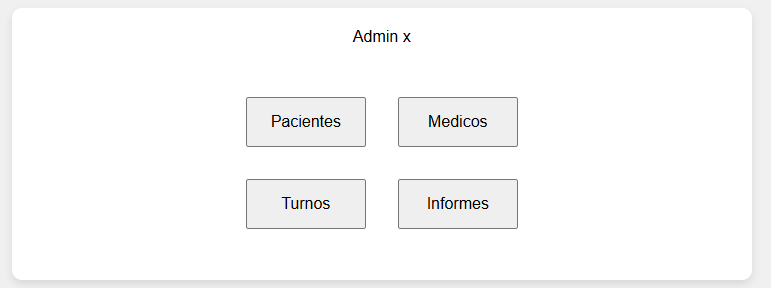 Admin x
Pacientes Medicos
Turnos Informes